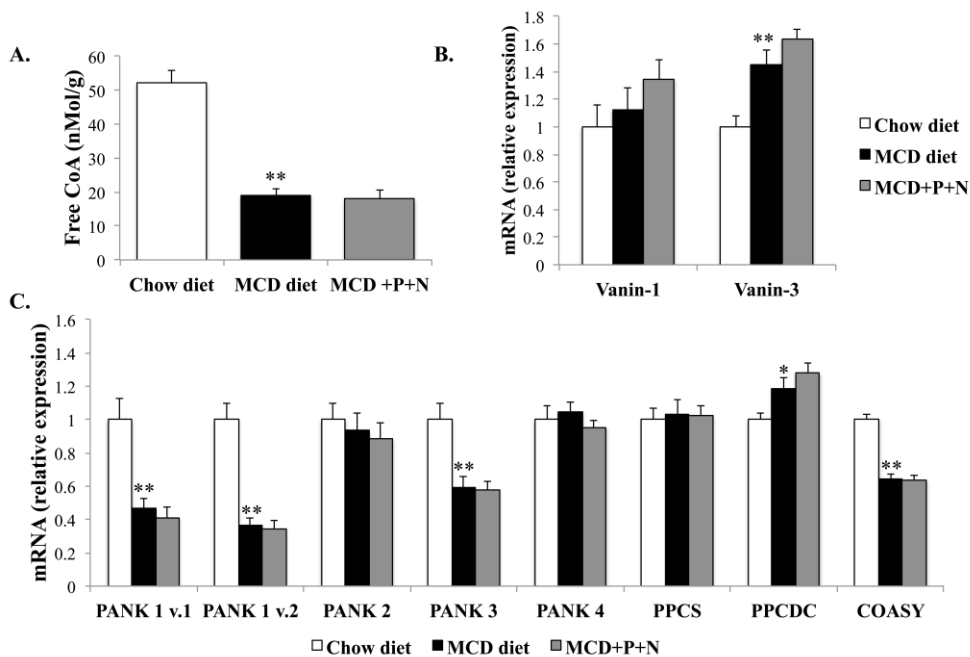 A.
Free CoA (nMol/g)
60
50
40
30
20
10
0
**
Chow diet MCD diet MCD +P+N
B.
mRNA (relative expression)
1.8
1.6
1.4
1.2
1
0.8
0.6
0.4
0.2
0
**
Vanin-1 Vanin-3
Chow diet
MCD diet
MCD+P+N
C.
mRNA (relative expression)
1.6
1.4
1.2
1
0.8
0.6
0.4
0.2
0
** ** ** * **
PANK 1 v.1 PANK 1 v.2 PANK 2 PANK 3 PANK 4 PPCS PPCDC COASY
Chow diet MCD diet MCD+P+N